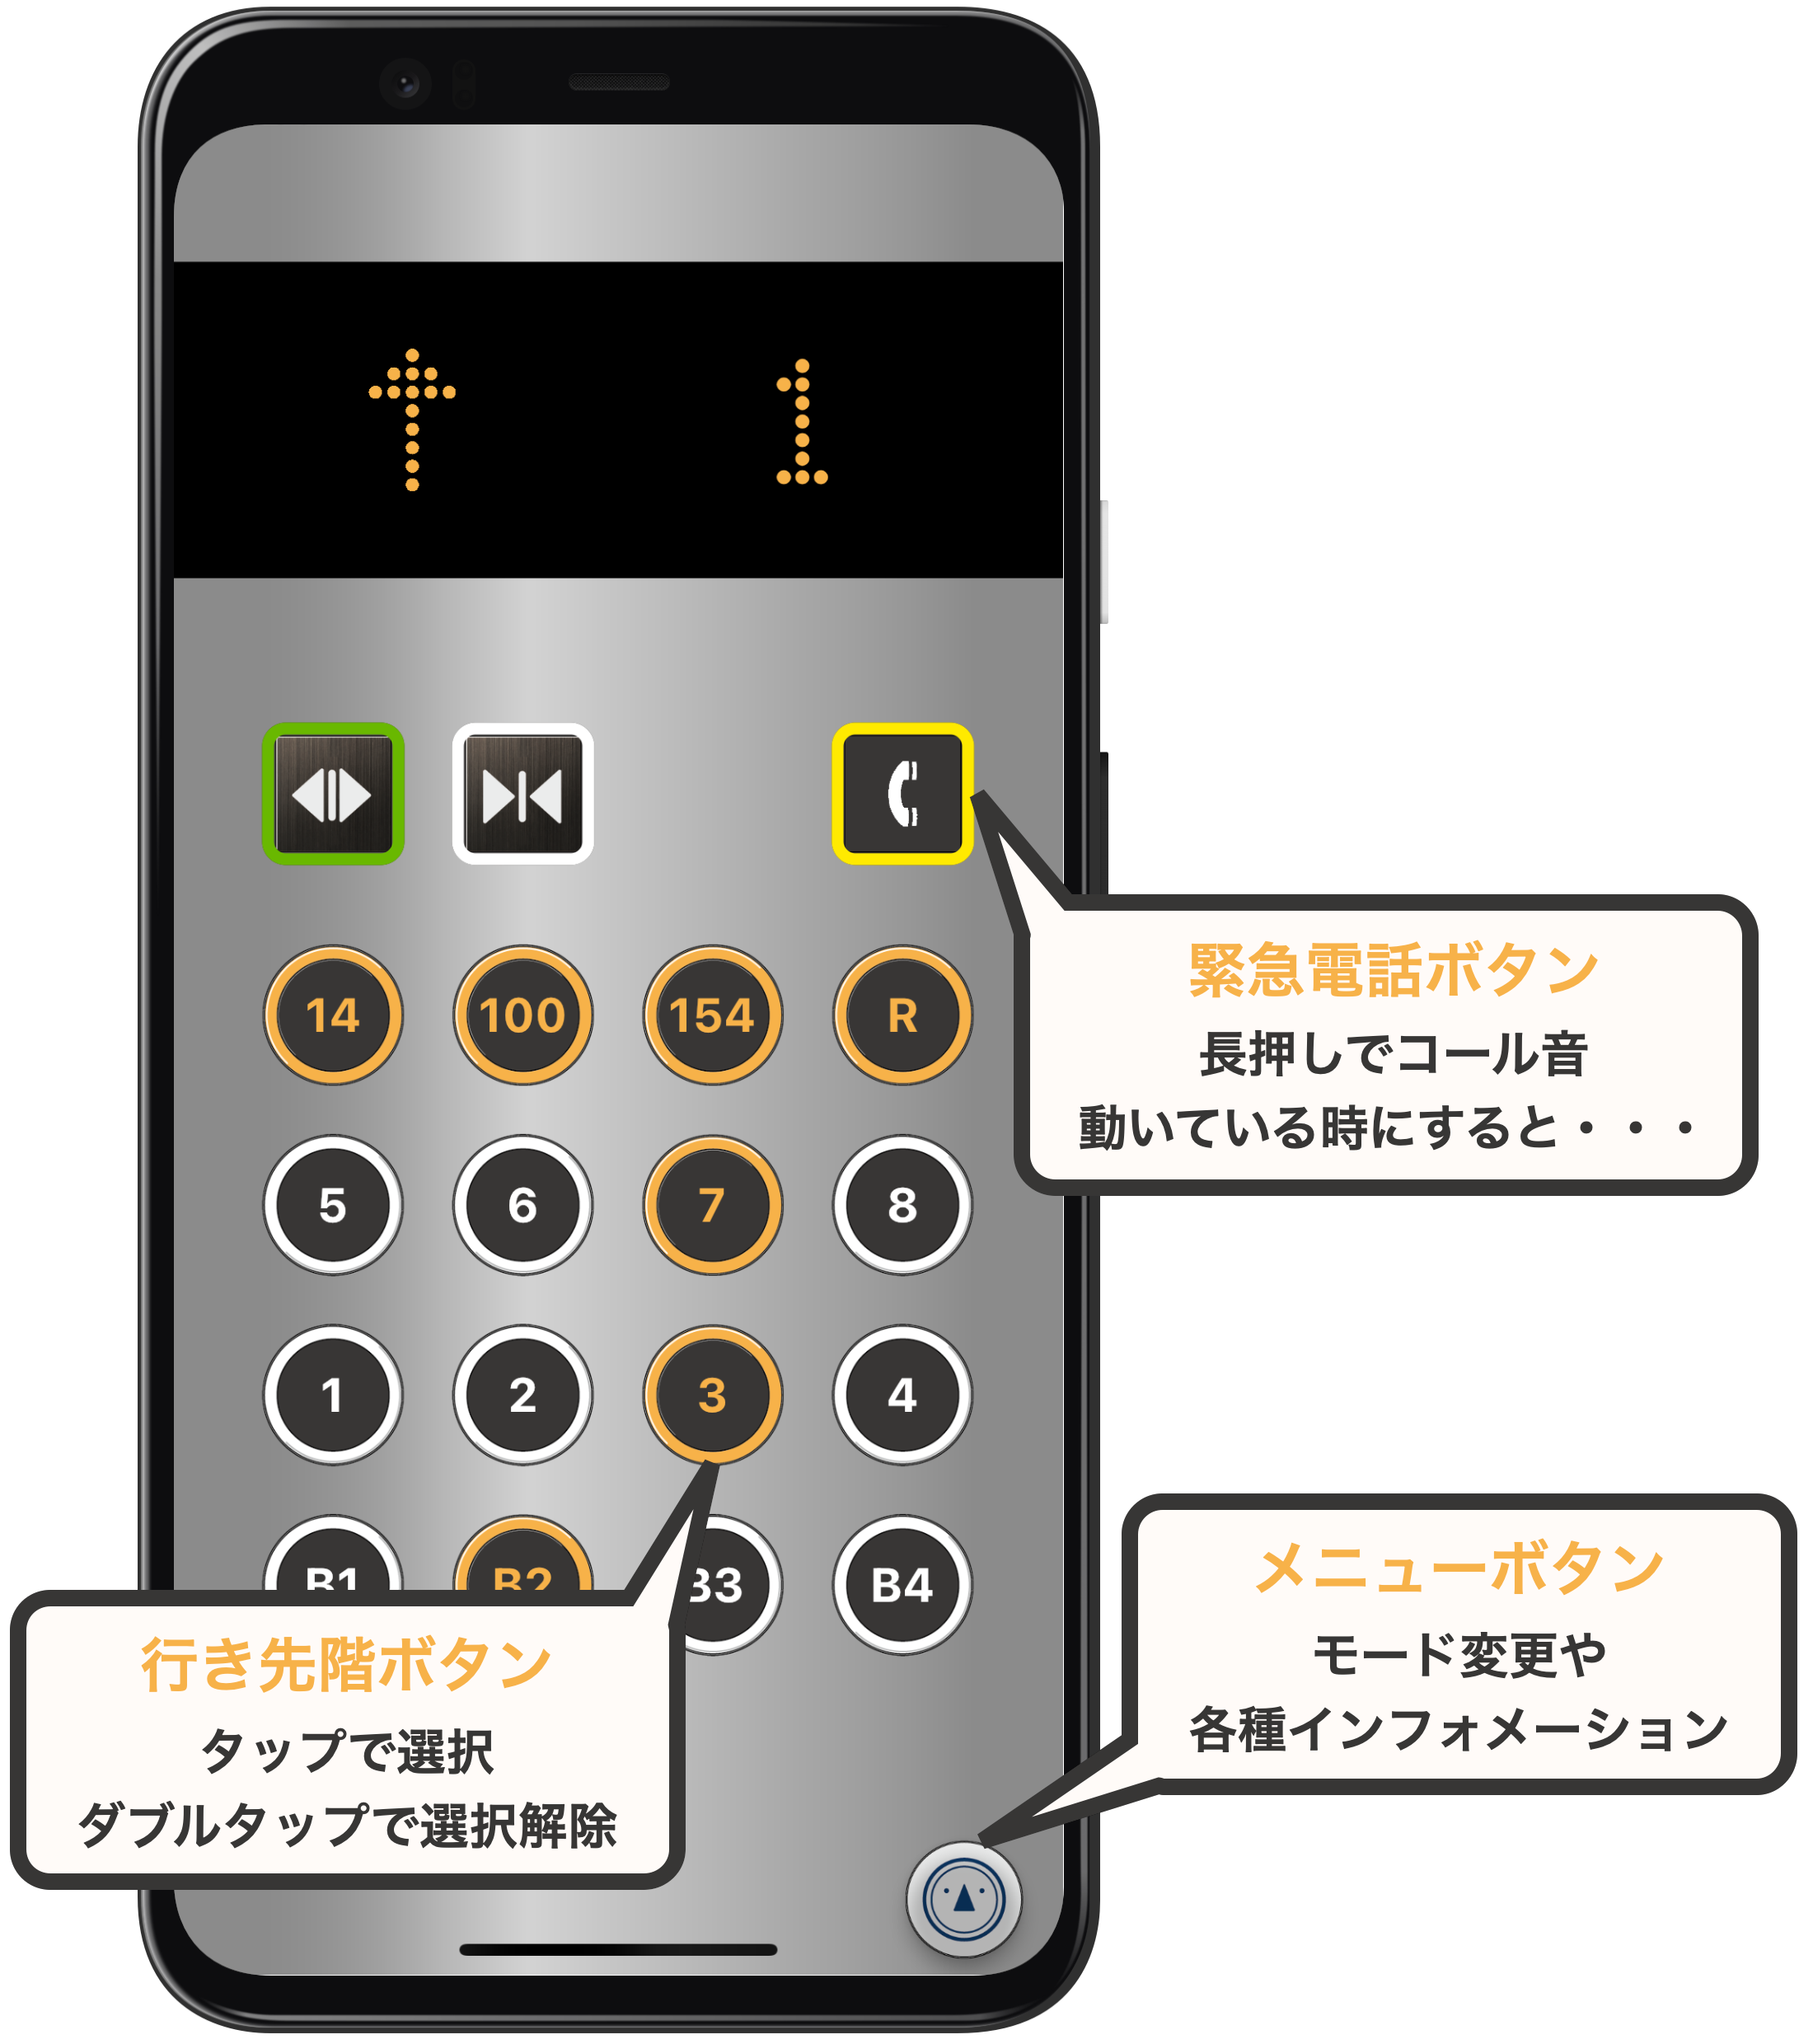 1
14 100 154 R
緊急電話ボタン
長押しでコール音
動いている時にすると・・・
5 6 7 8
1 2 3 4
B1 B2 B3 B4
メニューボタン
モード変更や
各種インフォメーション
行き先階ボタン
タップで選択
ダブルタップで選択解除